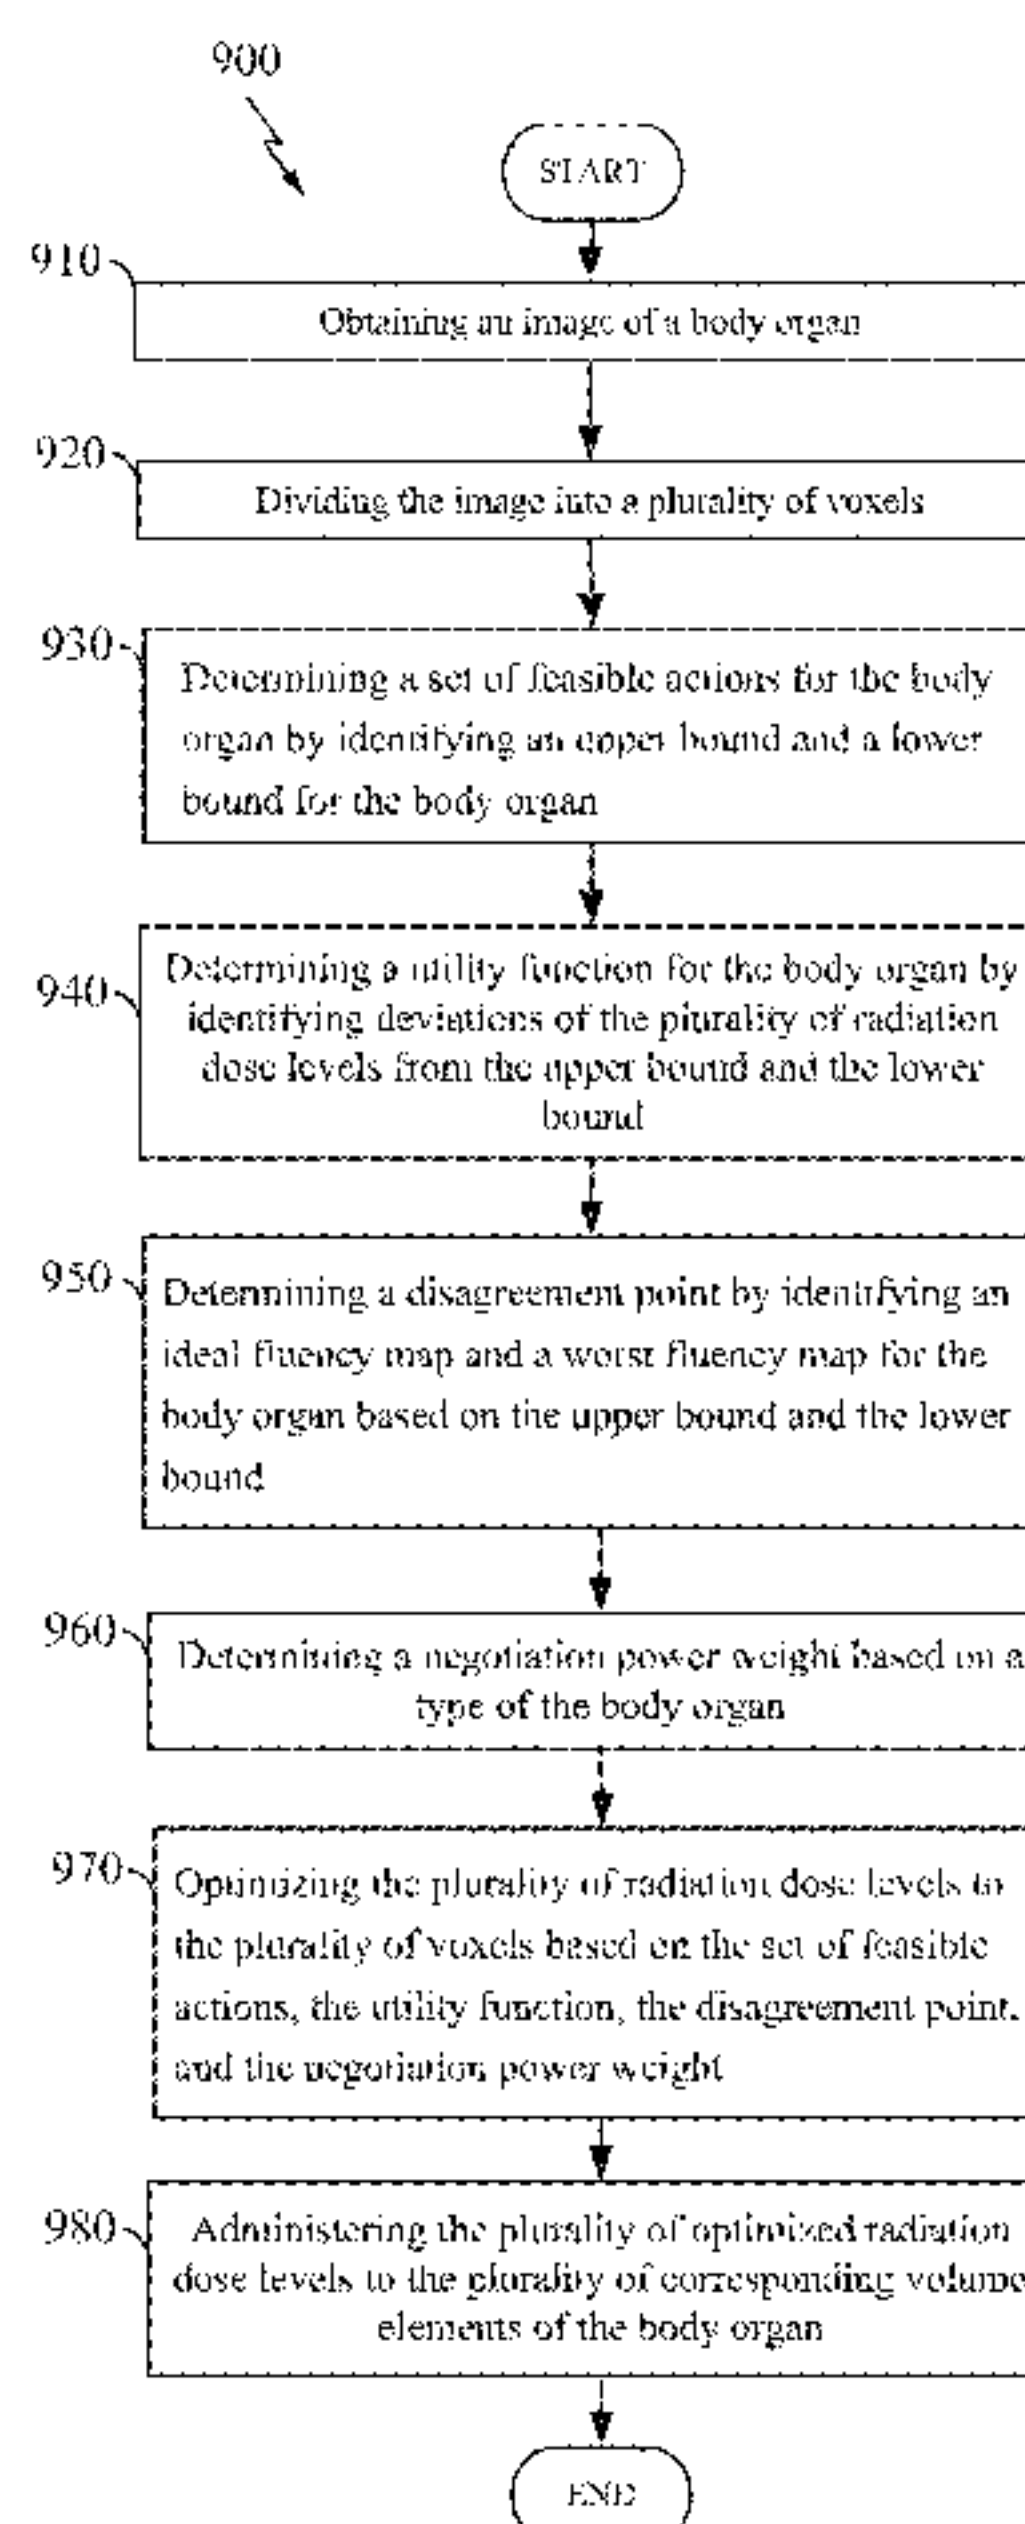 900
START
910
Obtaining an image of a body organ
920
Dividing the image into a plurality of voxels
930
Determining a set of feasible actions for the body
organ by identifying an upper bound and a lower
bound for the body organ
940
Determining a utility function for the body organ by
identifying deviations of the plurality of radiation
dose levels from the upper bound and the lower
bound
950
Determining a disagreement point by identifying an
ideal fluency map and a worst fluency map for the
body organ based on the upper bound and the lower
bound
960
Determining a negotiation power weight based on a
type of the body organ
970
Optimizing the plurality of radiation dose levels to
the plurality of voxels based on the set of feasible
actions, the utility function, the disagreement point,
and the negotiation power weight
980
Administering the plurality of optimized radiation
dose levels to the plurality of corresponding volume
elements of the body organ
END